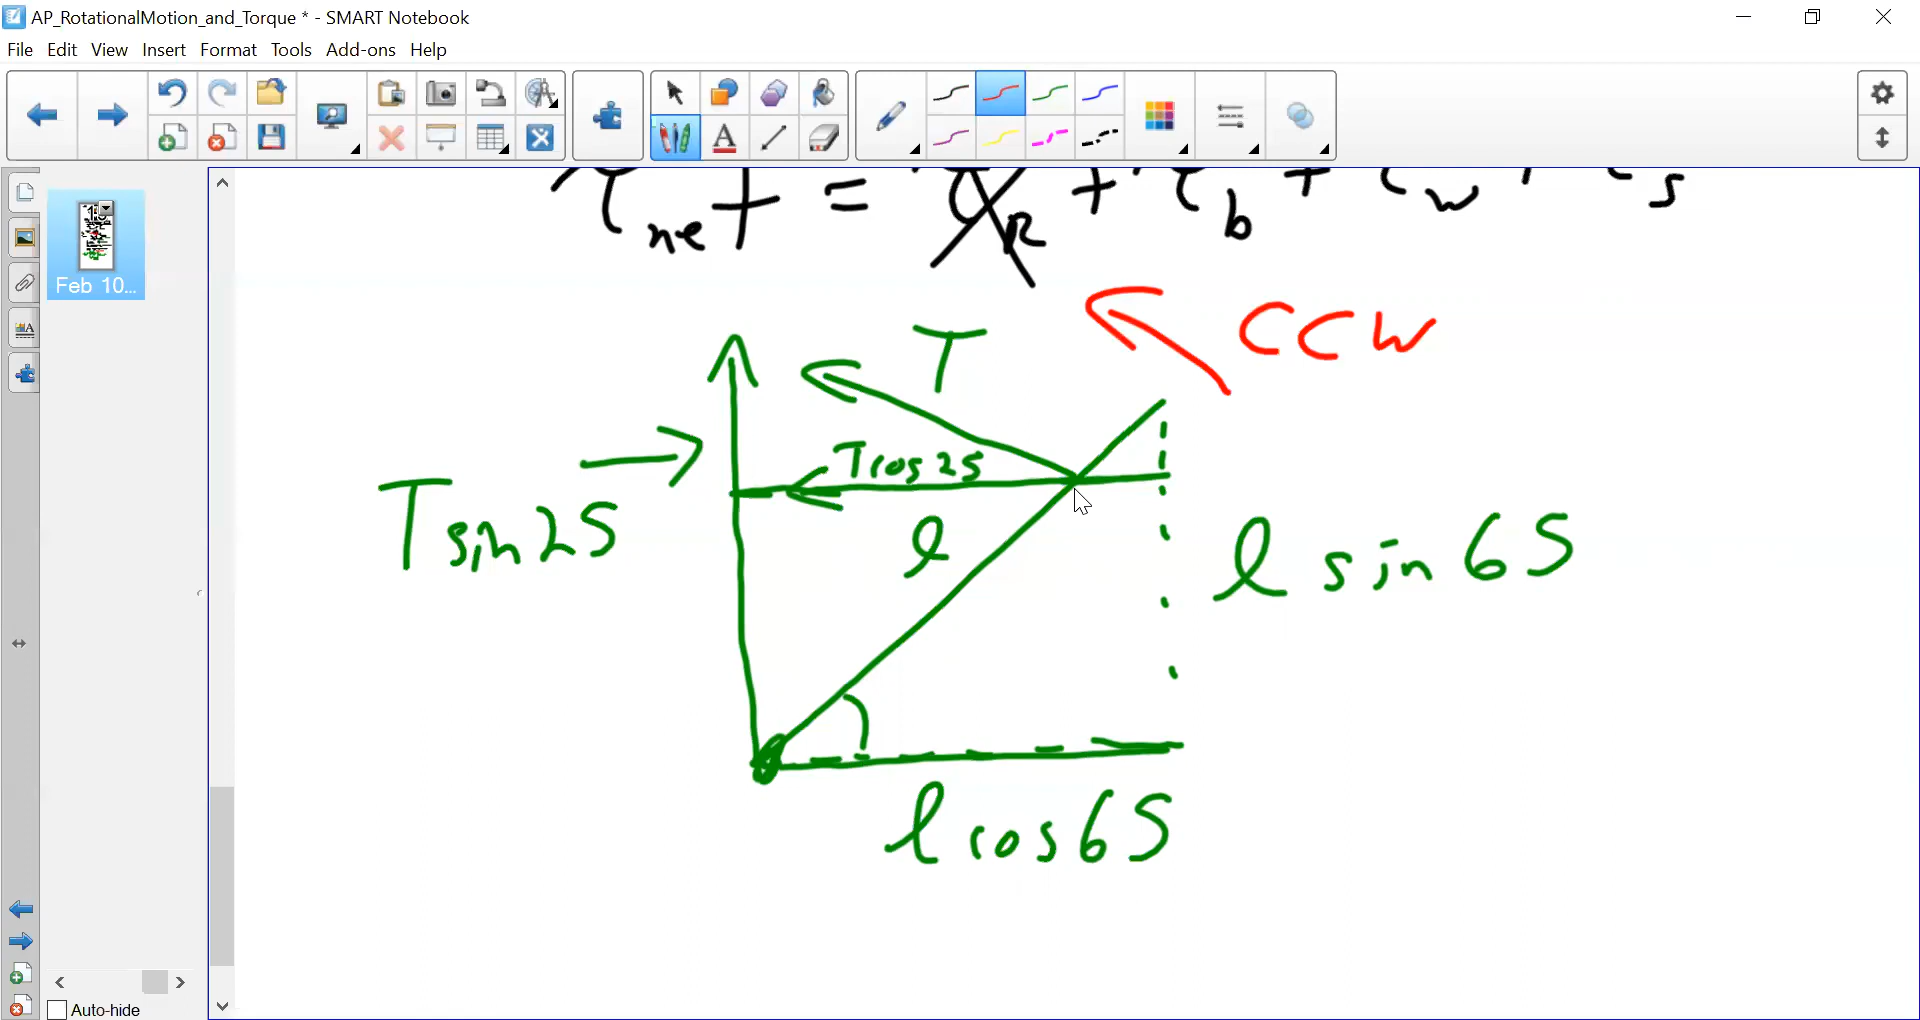 AP_RotationalMotion_and_Torque * - SMART Notebook
File Edit View Insert Format Tools Add-ons Help
Feb 10...
τnet = τR + τb + τw + τs
CCW
T
T cos 25
T sin 25
l
l sin 65
l cos 65
Auto-hide